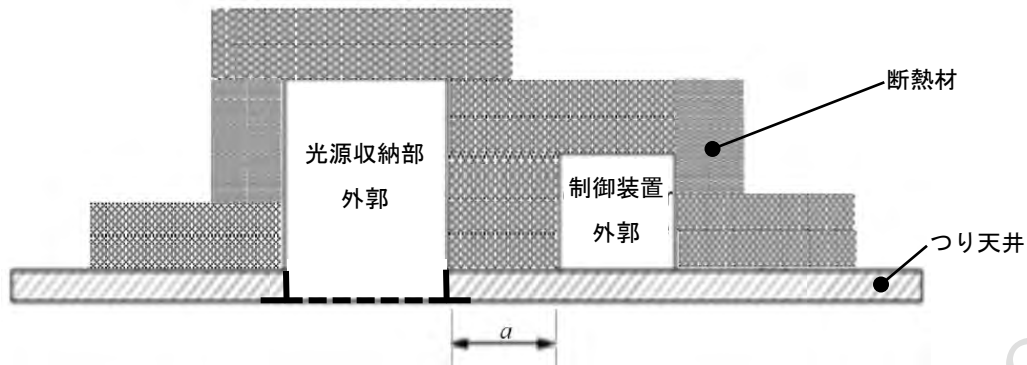 光源収納部
外郭
制御装置
外郭
断熱材
つり天井
a